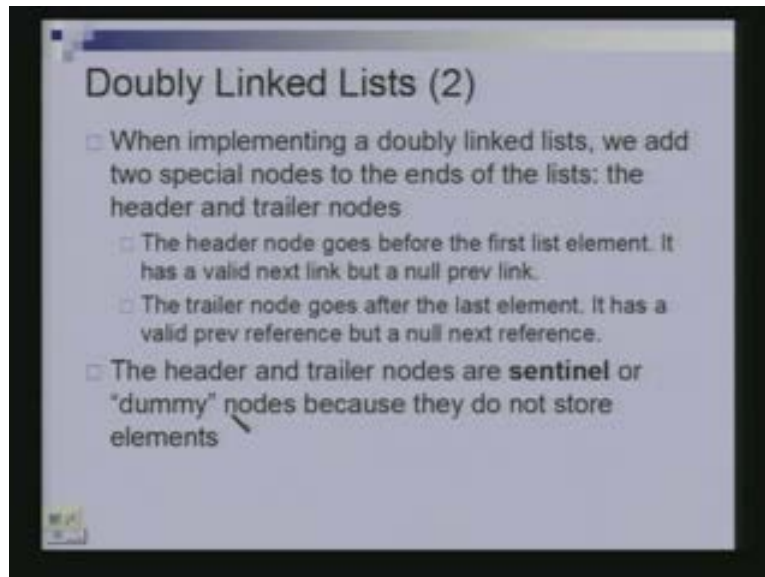 Doubly Linked Lists (2)
When implementing a doubly linked lists, we add
two special nodes to the ends of the lists: the
header and trailer nodes
The header node goes before the first list element. It
has a valid next link but a null prev link.
The trailer node goes after the last element. It has a
valid prev reference but a null next reference.
The header and trailer nodes are sentinel or
"dummy" nodes because they do not store
elements